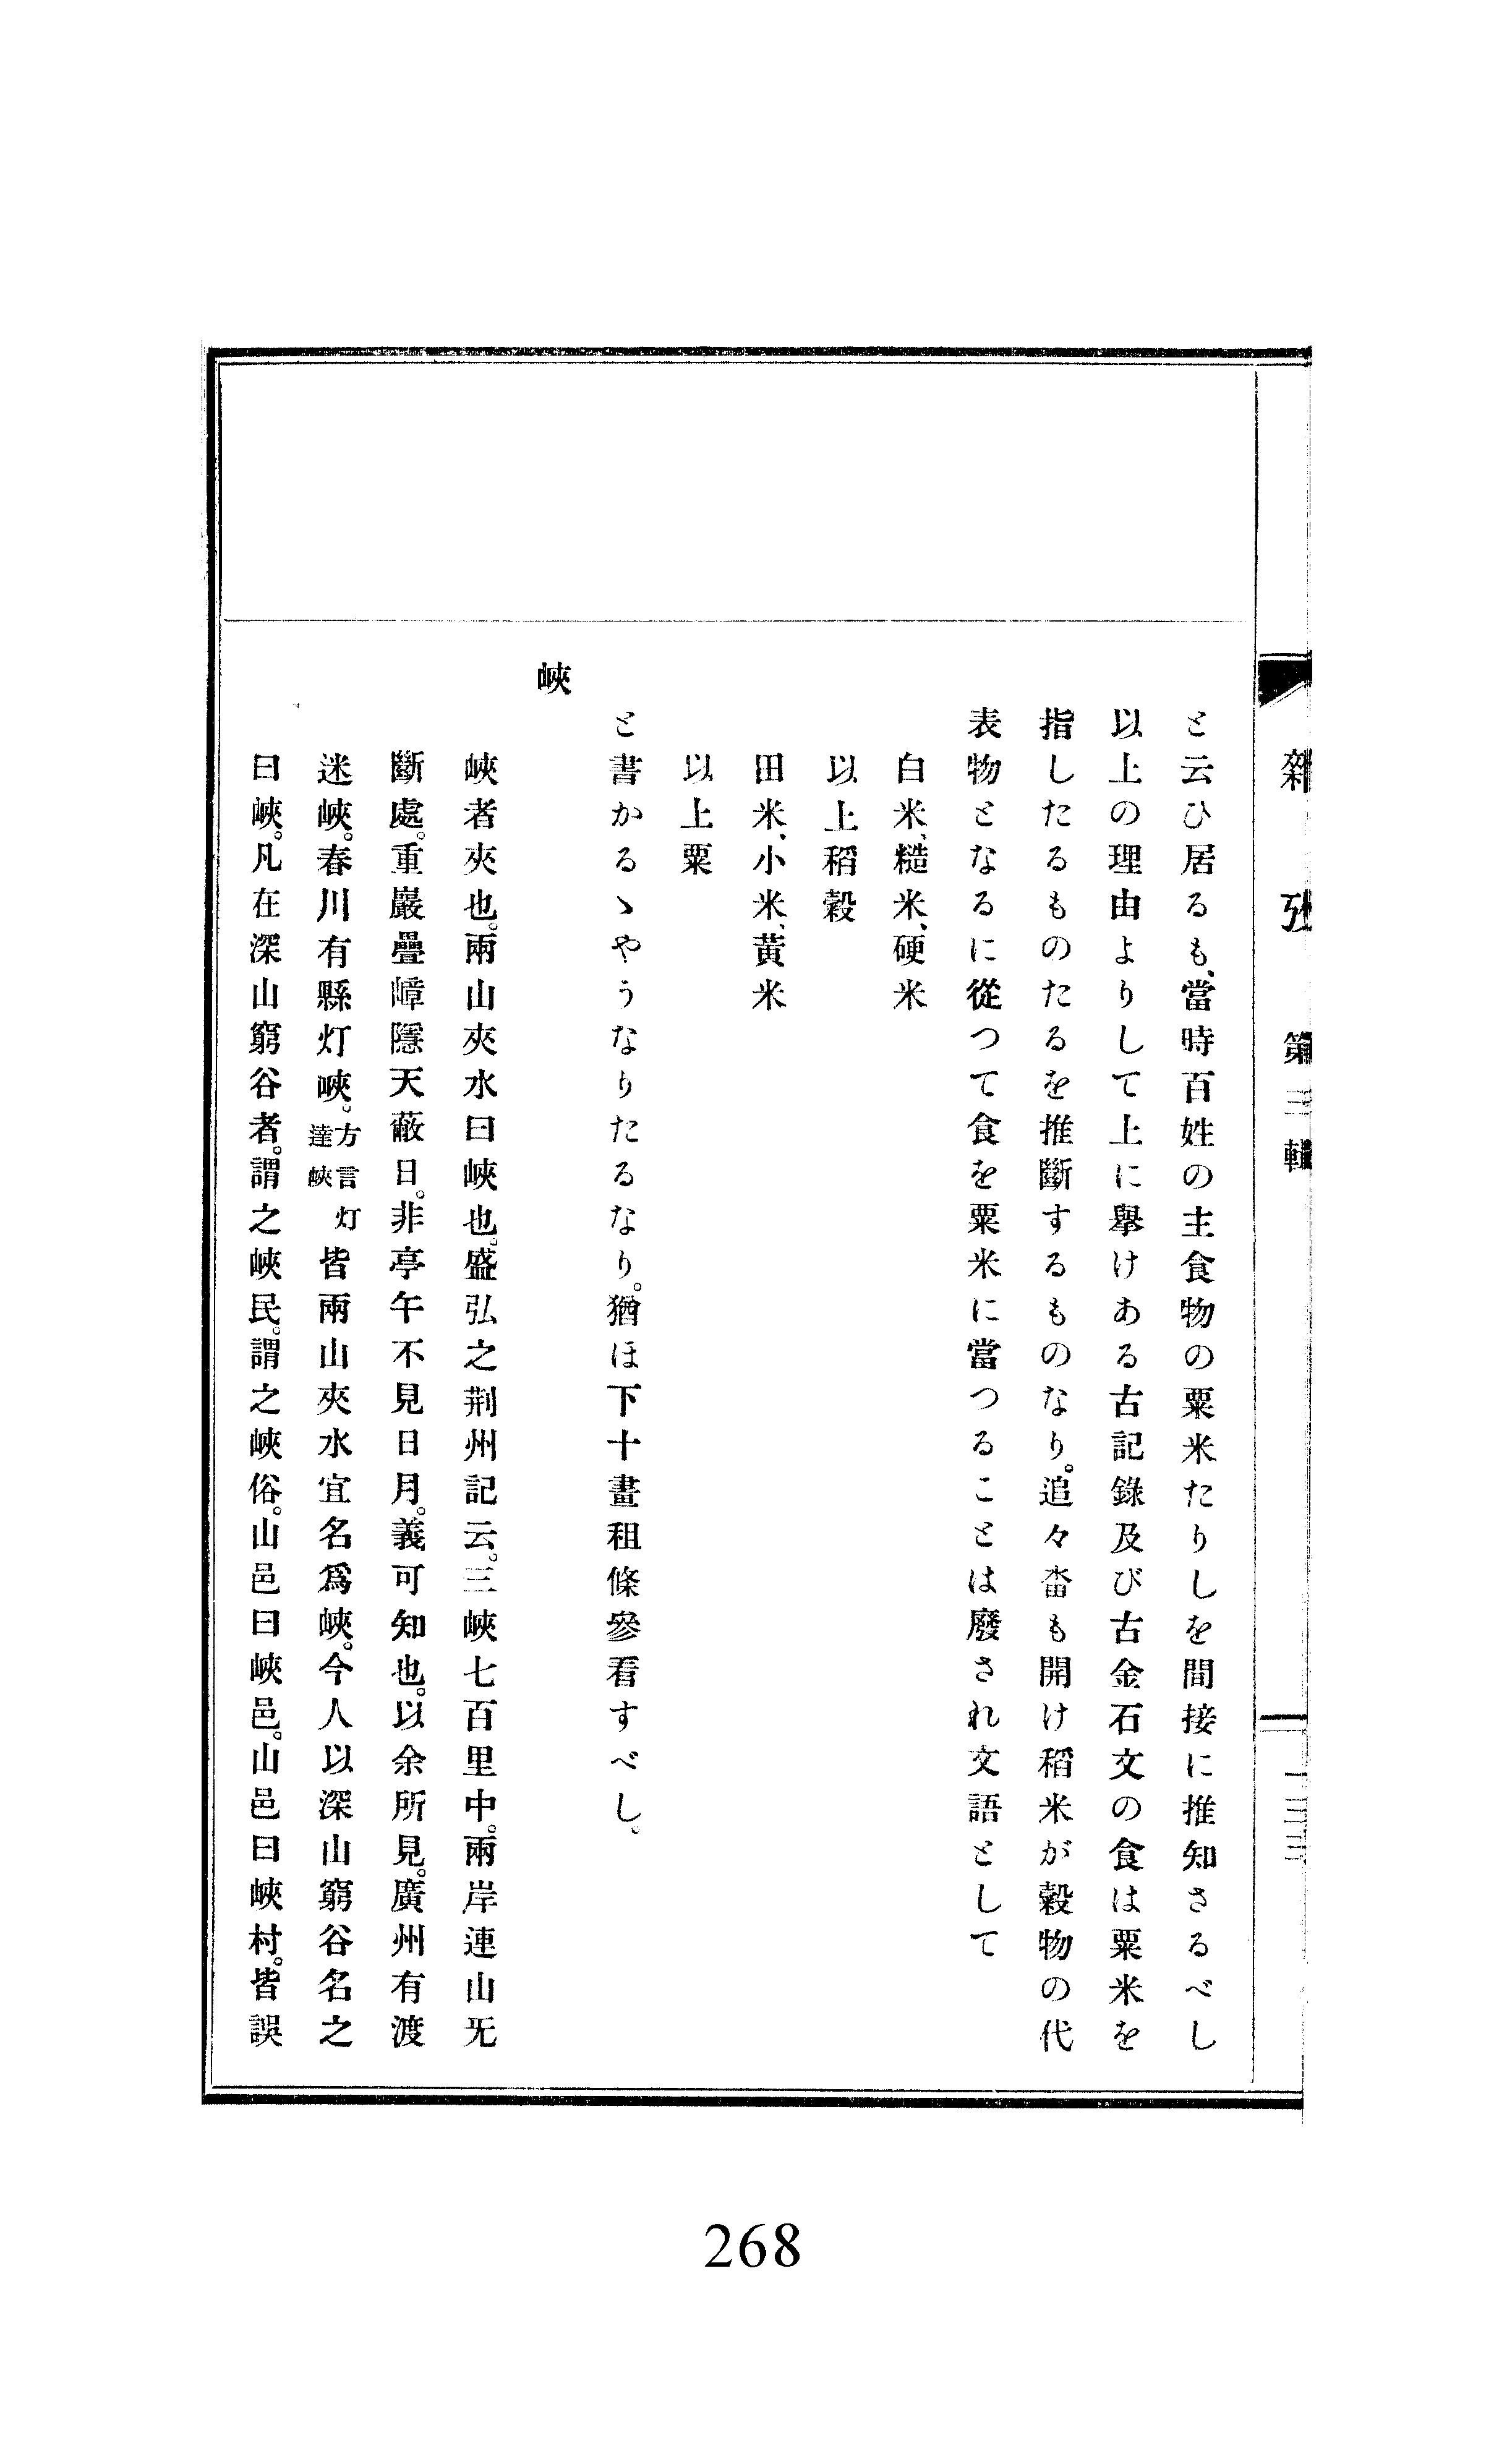 雜攷 第三輯
一三三
と云ひ居るも、當時百姓の主食物の粟米たりしを間接に推知さるべし
以上の理由よりして上に擧けある古記錄及び古金石文の食は粟米を
指したるものたるを推斷するものなり。追々畓も開け稻米が穀物の代
表物となるに從つて食を粟米に當つることは廢され文語として
白米、糙米、硬米
以上稻穀
田米、小米、黃米
以上粟
と書かるゝやうなりたるなり。猶ほ下十畫租條參看すべし。
峽
峽者夾也。兩山夾水曰峽也。盛弘之荆州記云。三峽七百里中。兩岸連山无
斷處。重巖疊嶂隱天蔽日。非亭午不見日月。義可知也。以余所見。廣州有渡
迷峽。春川有縣灯峽。方言灯達峽皆兩山夾水宜名爲峽。今人以深山窮谷名之
曰峽。凡在深山窮谷者。謂之峽民。謂之峽俗。山邑曰峽邑。山邑曰峽村。皆誤
268